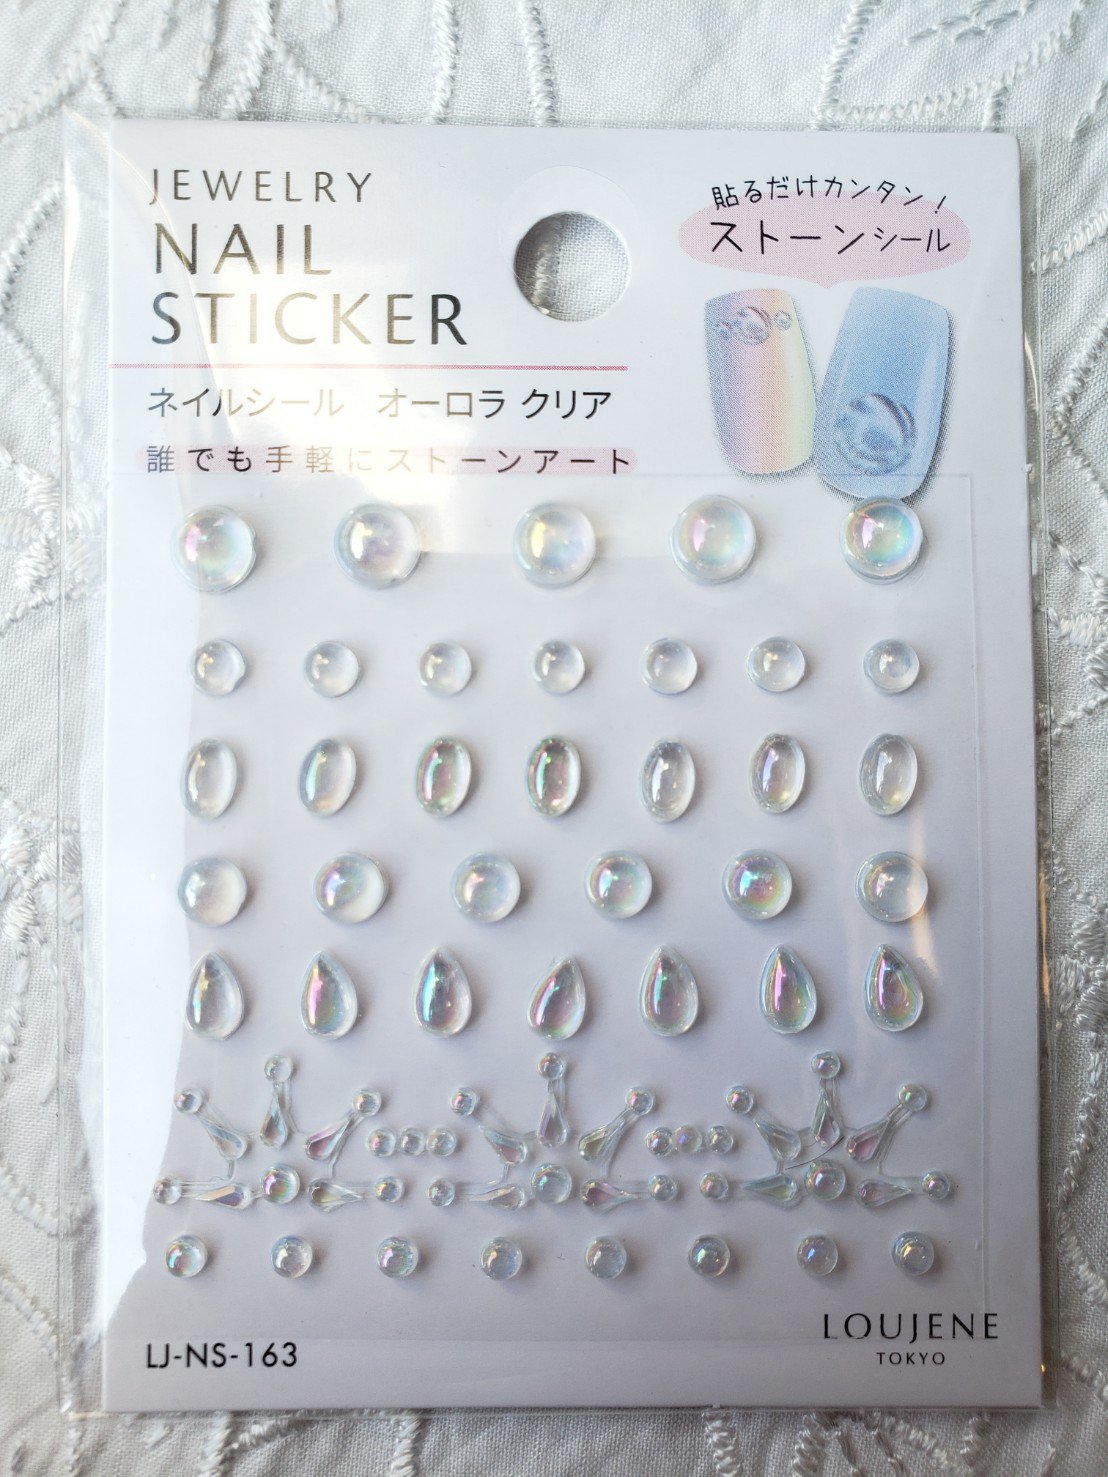 JEWELRY
NAIL
STICKER
貼るだけカンタン！
ストーンシール
ネイルシール オーロラ クリア
誰でも手軽にストーンアート
LJ-NS-163
LOUJENE
TOKYO